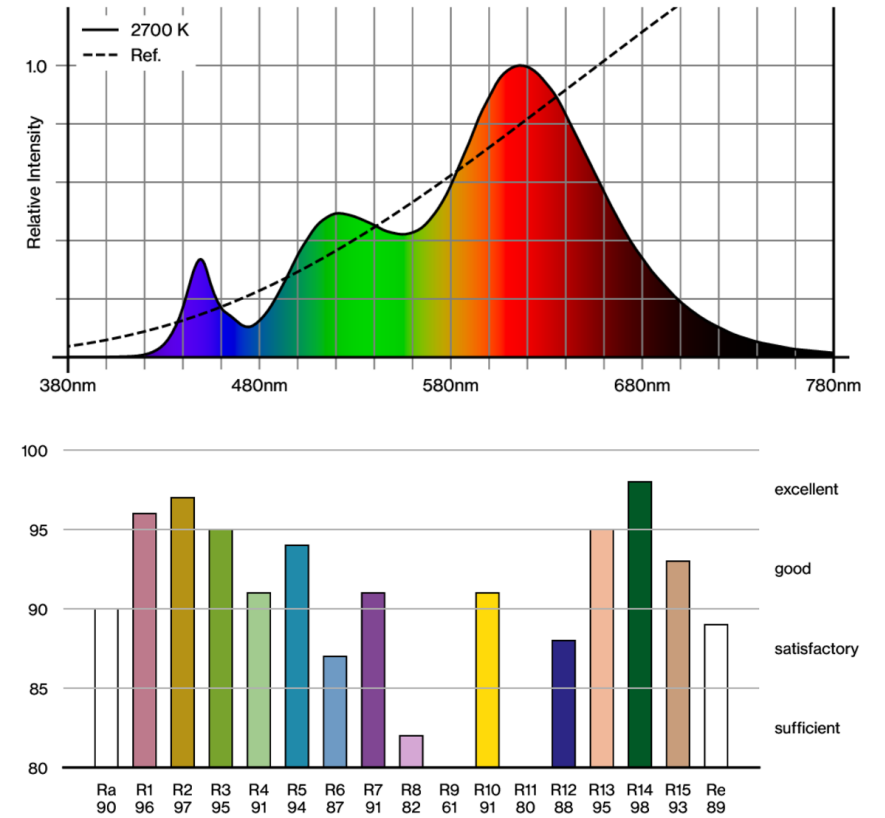 2700 K
Ref.
1.0
Relative Intensity
380nm 480nm 580nm 680nm 780nm
100
excellent
95
good
90
satisfactory
85
sufficient
80
Ra R1 R2 R3 R4 R5 R6 R7 R8 R9 R10 R11 R12 R13 R14 R15 Re
90 96 97 95 91 94 87 91 82 61 91 80 88 95 98 93 89